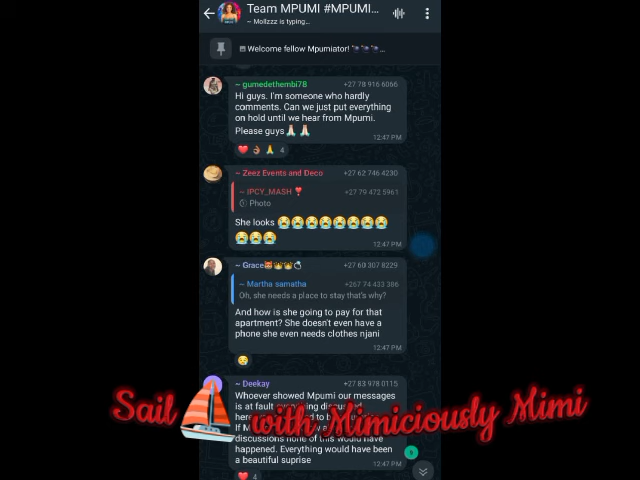 Team MPUMI #MPUMI...
~ Mollzzz is typing...
Welcome fellow Mpumiator! 💣💣💣...
~ gumedethembi78 +27 78 916 6066
Hi guys. I'm someone who hardly
comments. Can we just put everything
on hold until we hear from Mpumi.
Please guys🙏🏻 🙏🏻
12:47 PM
4
~ Zeez Events and Deco +27 62 746 4230
~ IPCY_MASH ❣ +27 79 472 5961
Photo
She looks 😭😭😭😭😭😭😭😭
😭😭😭
12:47 PM
~ Grace +27 69 307 8229
~ Martha samatha +267 74 433 366
Oh, she needs a place to stay that's why?
And how is she going to pay for that
apartment? She doesn't even have a
phone she even needs clothes njani
12:47 PM
~ Deekay +27 83 978 0115
Whoever showed Mpumi our messages
is at fault
If M
discussions none of this would have
happened. Everything would have been
a beautiful suprise
12:47 PM
4
Sail with Mimiciously Mimi